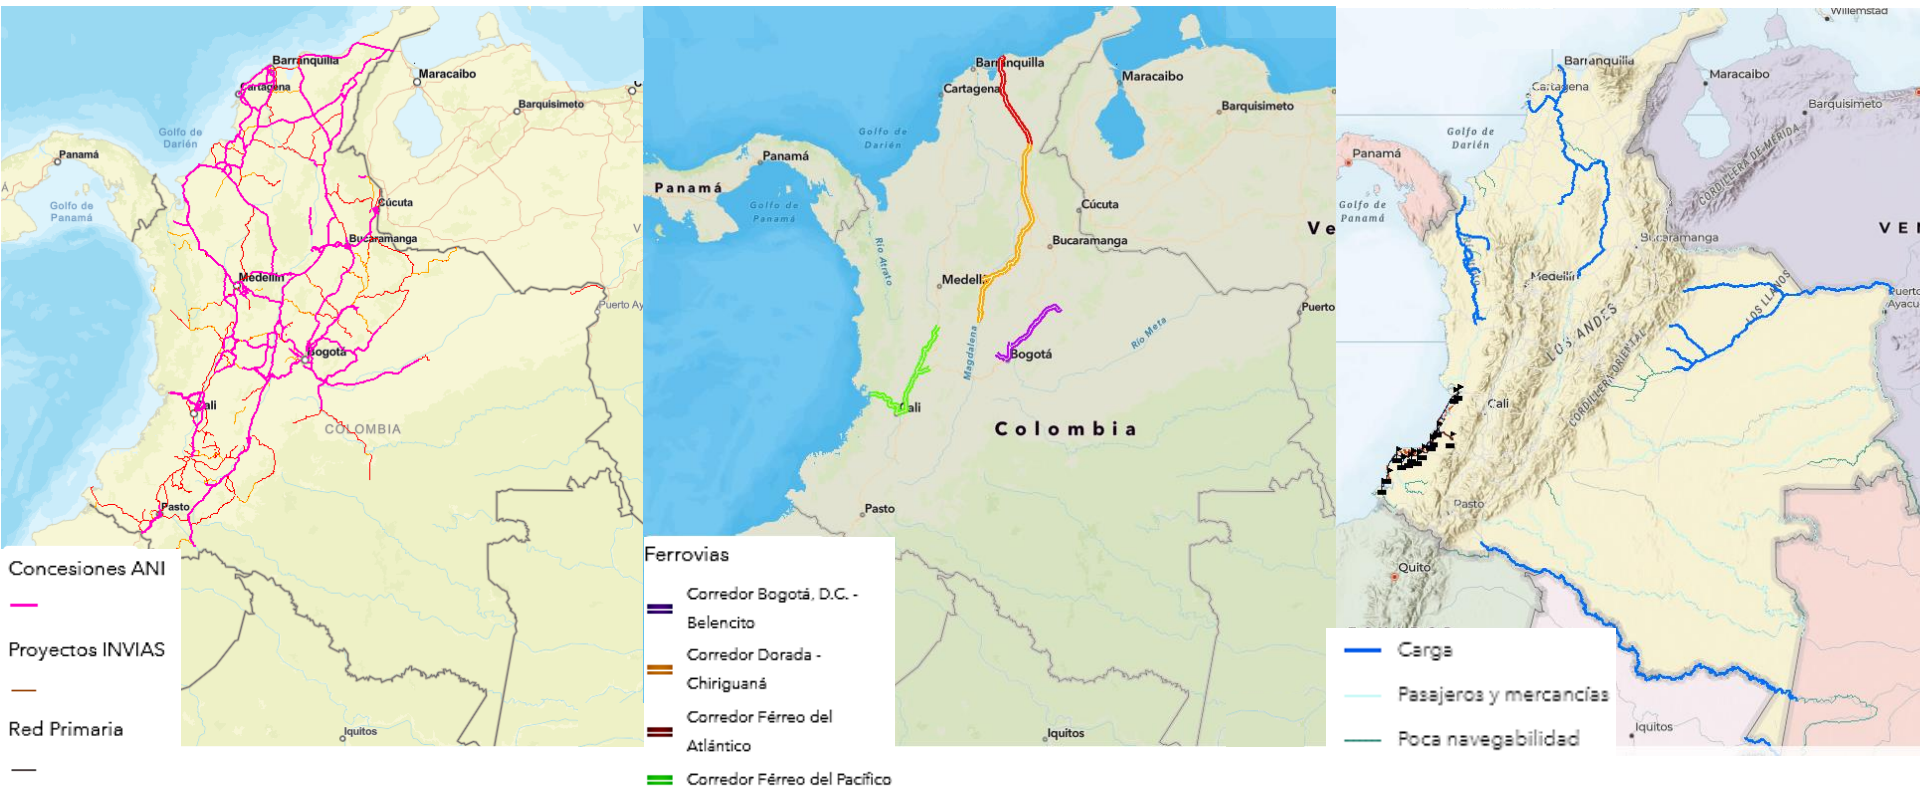 Barranquilla
Cartagena
Maracaibo
Barquisimeto
Golfo de
Darién
Panamá
Golfo de
Panamá
Cúcuta
Bucaramanga
Medellín
Puerto Ay
Bogotá
Cali
COLOMBIA
Pasto
Iquitos
Concesiones ANI
Proyectos INVIAS
Red Primaria
Barranquilla
Cartagena
Maracaibo
Barquisimeto
Golfo de
Darién
Panamá
Panamá
Golfo de
Panamá
Cúcuta
Ve
Río Atrato
Bucaramanga
Medellí
Puerto
Magdalena
Río Meta
Bogotá
Cali
Colombia
Pasto
Iquitos
Ferrovias
Corredor Bogotá, D.C. -
Belencito
Corredor Dorada -
Chiriguaná
Corredor Férreo del
Atlántico
Corredor Férreo del Pacífico
Willemstad
Barranquilla
Cartagena
Maracaibo
Barquisimeto
Golfo de
Darién
CORDILLERA DE MÉRIDA
Panamá
Golfo de
Panamá
VEN
Bucaramanga
Medellín
LOS LLANOS
Puerto
Ayacu
LOS ANDES
CORDILLERA ORIENTAL
Cali
Pasto
Quito
Iquitos
Carga
Pasajeros y mercancías
Poca navegabilidad